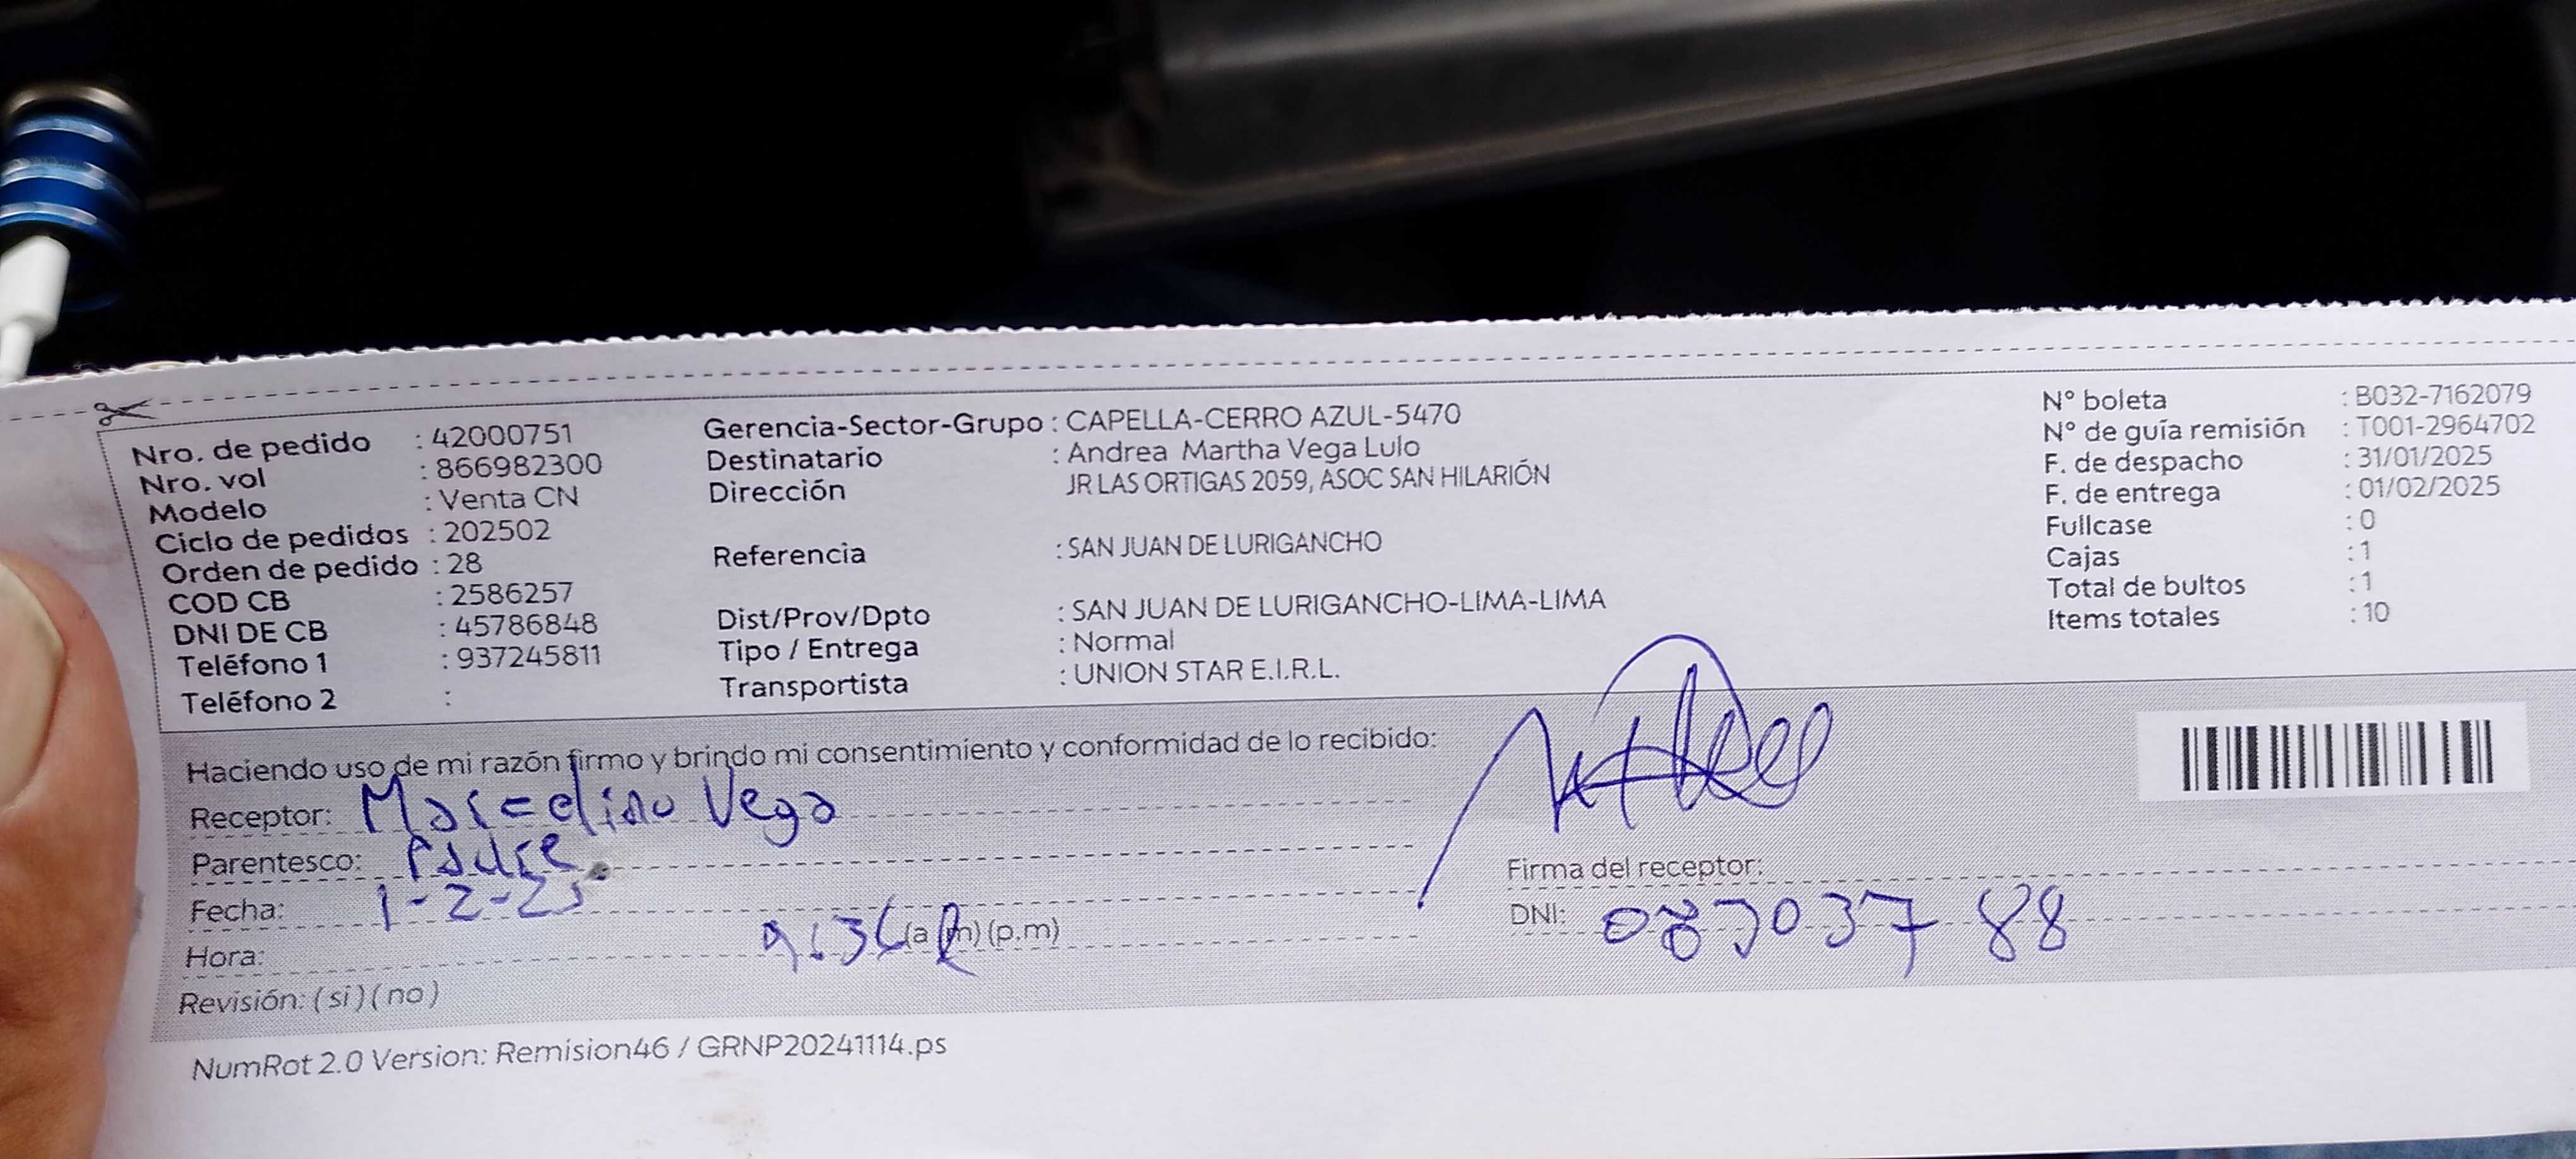 Nro. de pedido : 42000751
Nro. vol : 866982300
Modelo : Venta CN
Ciclo de pedidos : 202502
Orden de pedido : 28
COD CB : 2586257
DNI DE CB : 45786848
Teléfono 1 : 937245811
Teléfono 2 :
Gerencia-Sector-Grupo : CAPELLA-CERRO AZUL-5470
Destinatario : Andrea Martha Vega Lulo
Dirección JR LAS ORTIGAS 2059, ASOC SAN HILARIÓN
Referencia : SAN JUAN DE LURIGANCHO
Dist/Prov/Dpto : SAN JUAN DE LURIGANCHO-LIMA-LIMA
Tipo / Entrega : Normal
Transportista : UNION STAR E.I.R.L.
N° boleta : B032-7162079
N° de guía remisión : T001-2964702
F. de despacho : 31/01/2025
F. de entrega : 01/02/2025
Fullcase : 0
Cajas : 1
Total de bultos : 1
Items totales : 10
Haciendo uso de mi razón firmo y brindo mi consentimiento y conformidad de lo recibido:
Receptor: Marcelino Vega
Parentesco: Padre
Fecha: 1-2-25
Hora: (a.m) (p.m)
Revisión: (si) (no)
Firma del receptor:
DNI: 08703788
NumRot 2.0 Version: Remision46 / GRNP20241114.ps